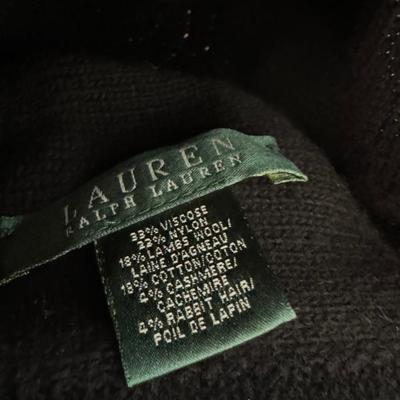 LAUREN
RALPH LAUREN
33% VISCOSE
23% NYLON
18% LAMBS WOOL/
LAINE D'AGNEAU
18% COTTON/COTON
4% CASHMERE/
CACHEMIRE
4% RABBIT HAIR/
POIL DE LAPIN